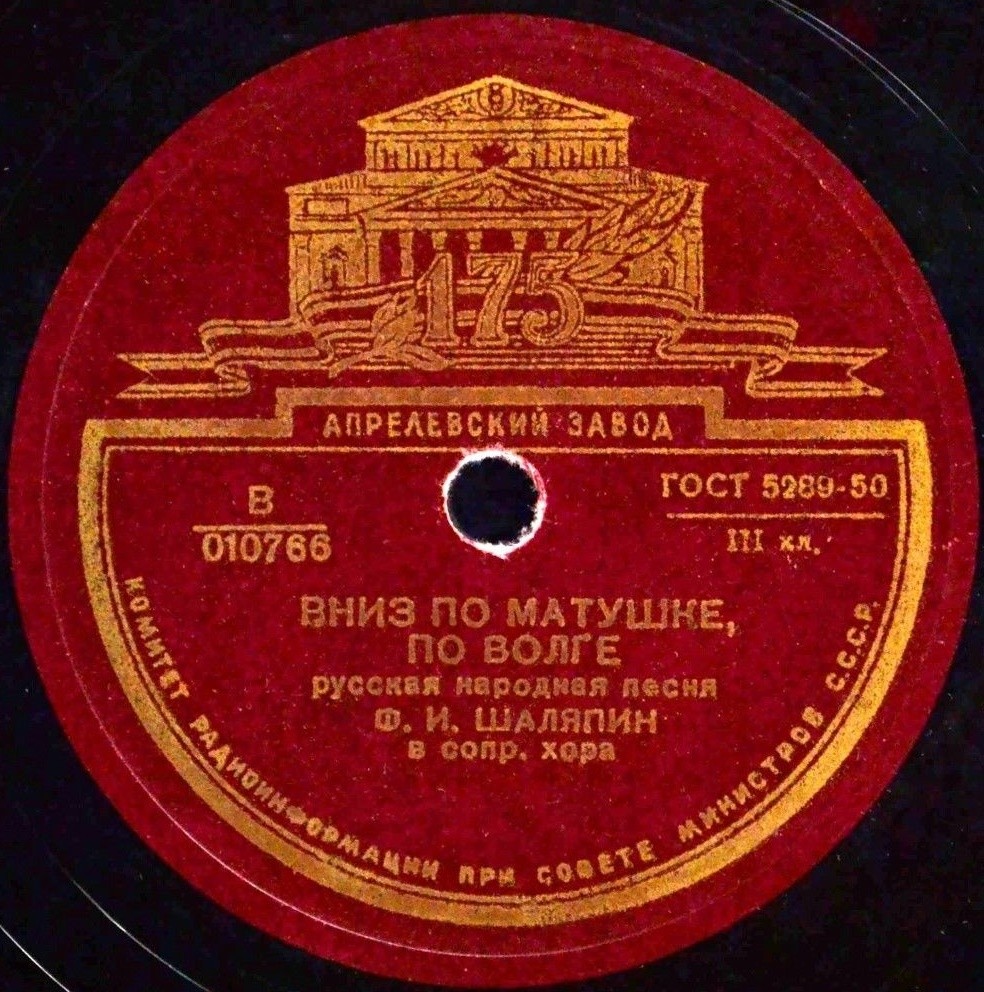 175
АПРЕЛЕВСКИЙ ЗАВОД
В
010766
ГОСТ 5289-50
III кл.
ВНИЗ ПО МАТУШКЕ,
ПО ВОЛГЕ
русская народная песня
Ф. И. ШАЛЯПИН
в сопр. хора
КОМИТЕТ РАДИОИНФОРМАЦИИ ПРИ СОВЕТЕ МИНИСТРОВ С.С.С.Р.